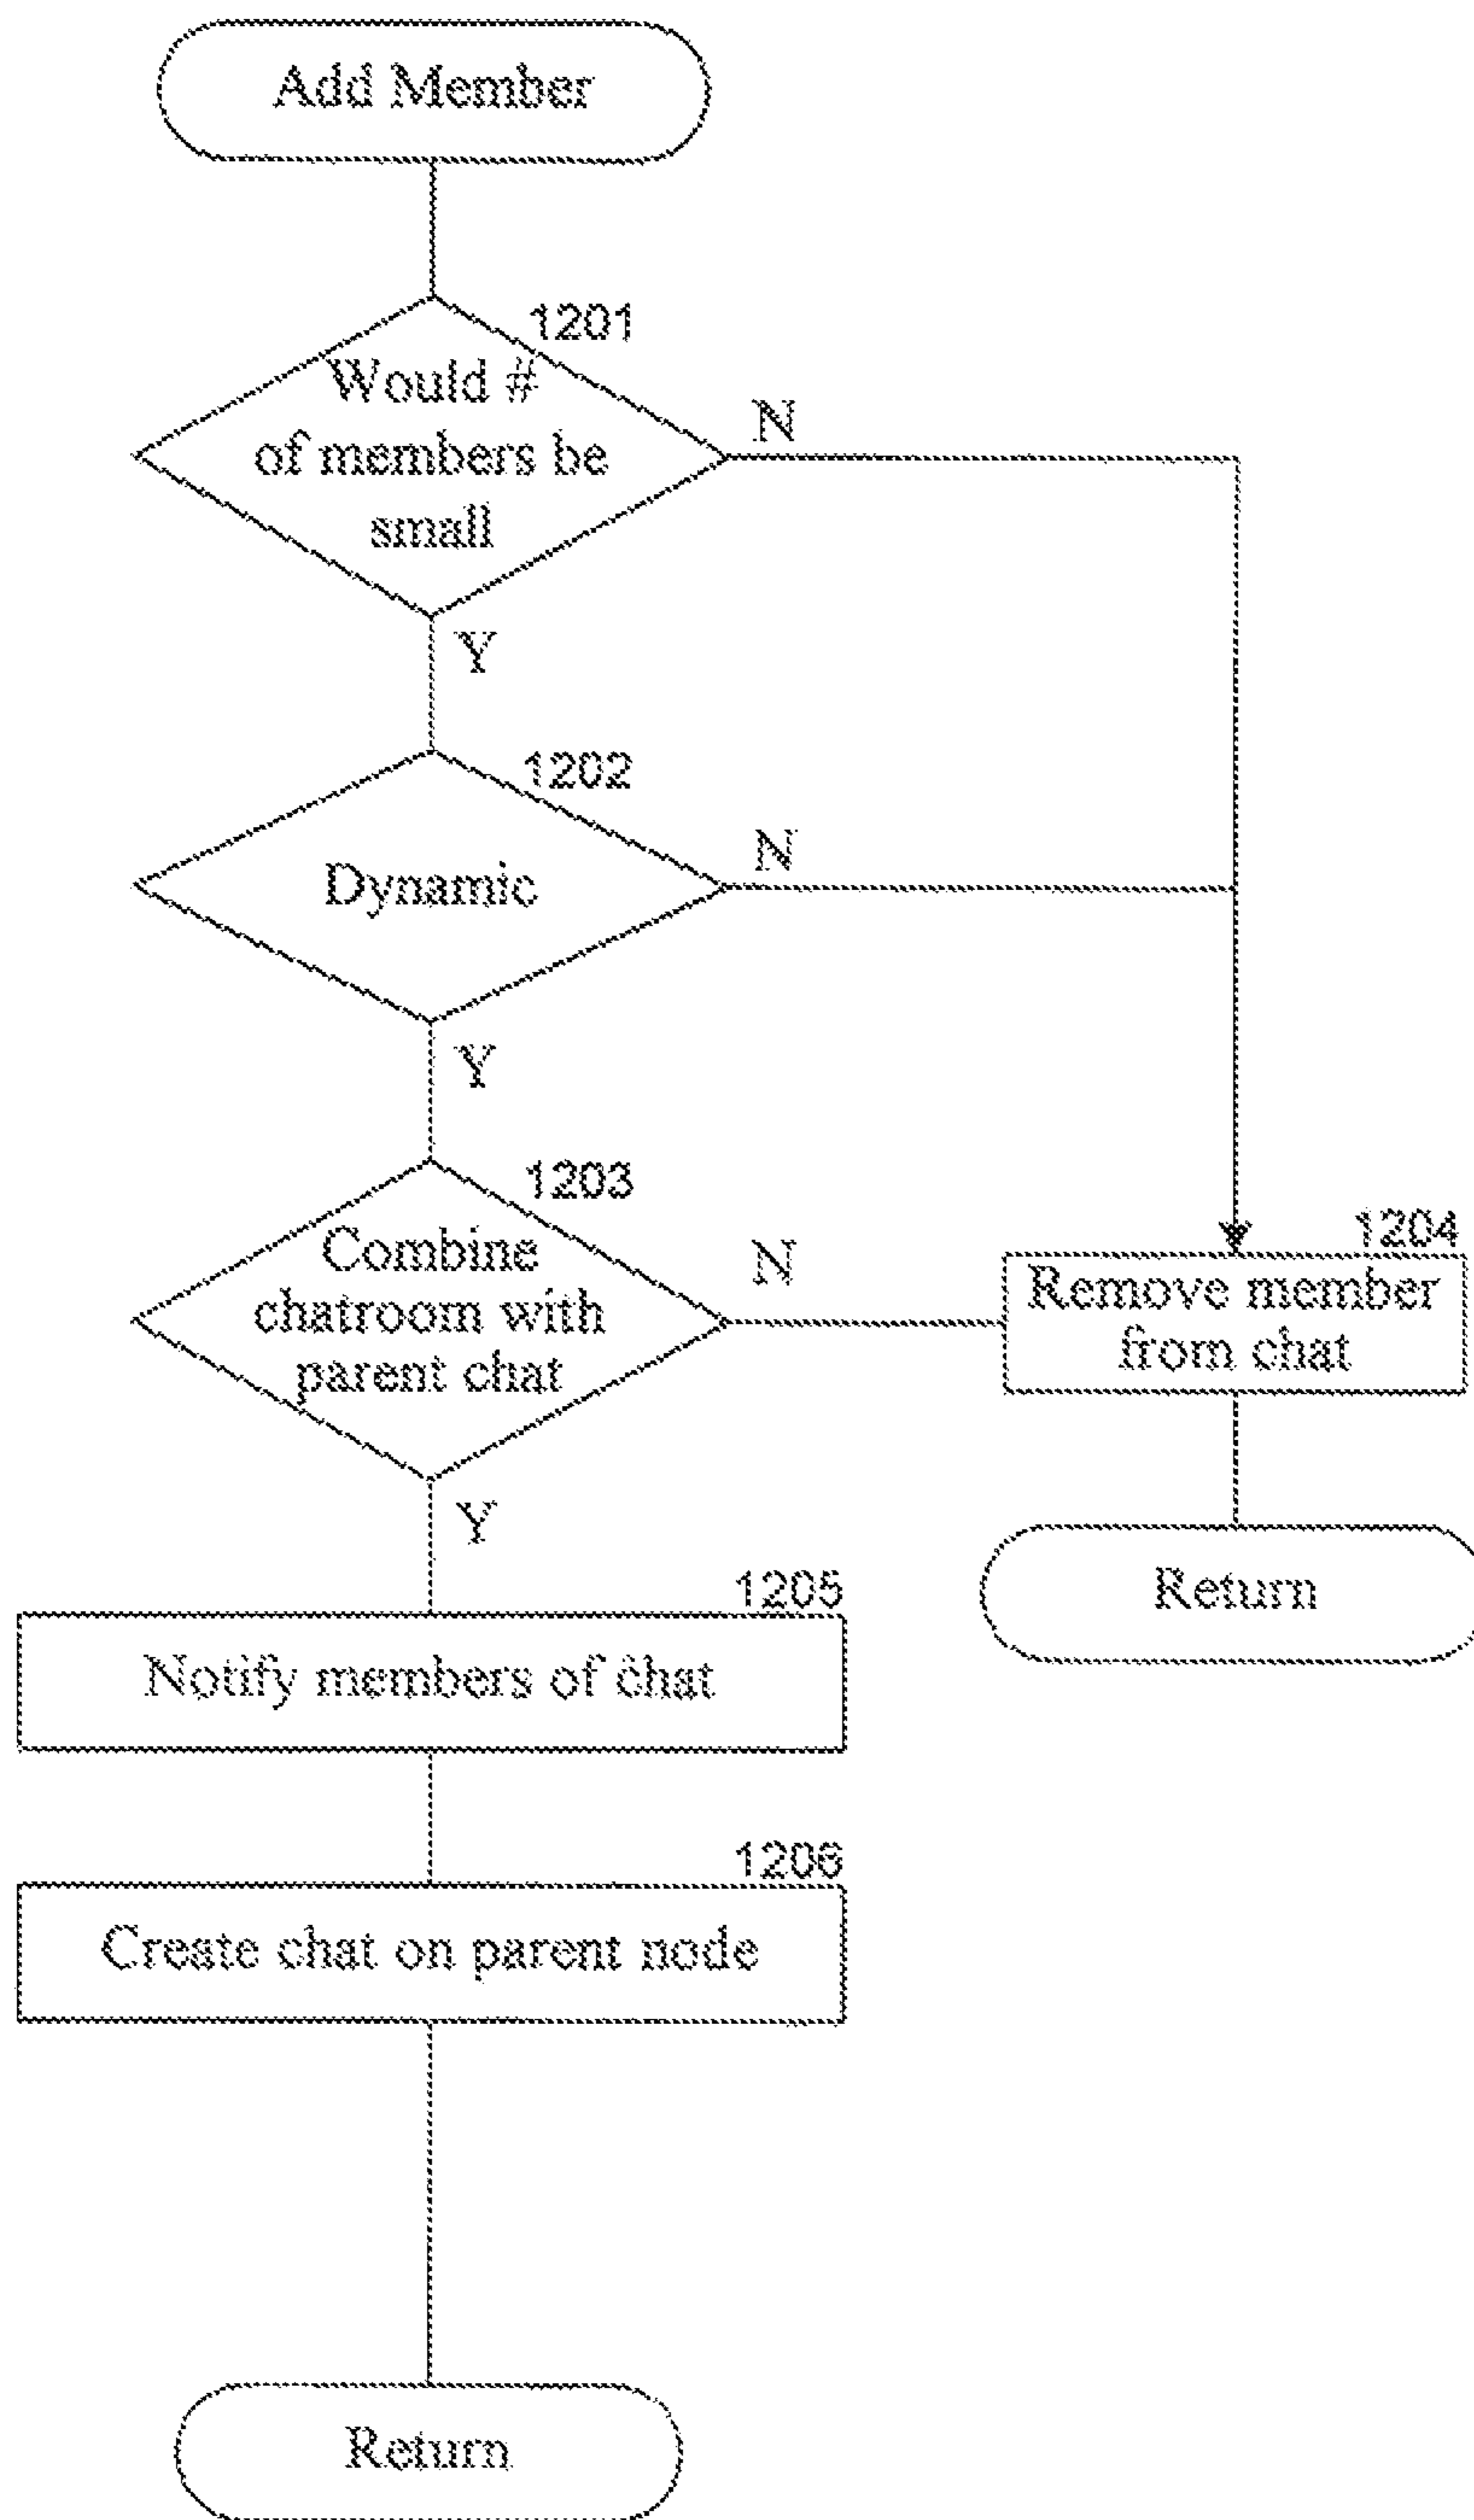 Add Member
1201
Would #
of members be
small
N
Y
1202
Dynamic
N
Y
1203
Combine
chatroom with
parent chat
N
Y
1204
Remove member
from chat
Return
1205
Notify members of chat
1206
Create chat on parent node
Return